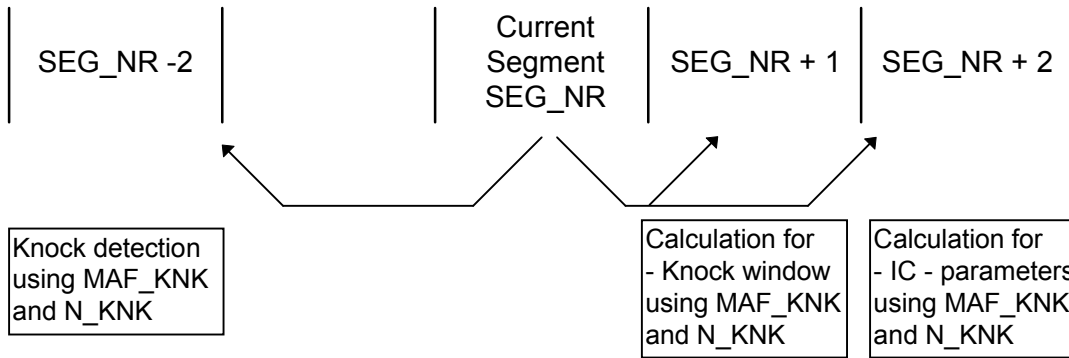 SEG_NR -2
Current
Segment
SEG_NR
SEG_NR + 1
SEG_NR + 2
Knock detection
using MAF_KNK
and N_KNK
Calculation for
- Knock window
using MAF_KNK
and N_KNK
Calculation for
- IC - parameters
using MAF_KNK
and N_KNK